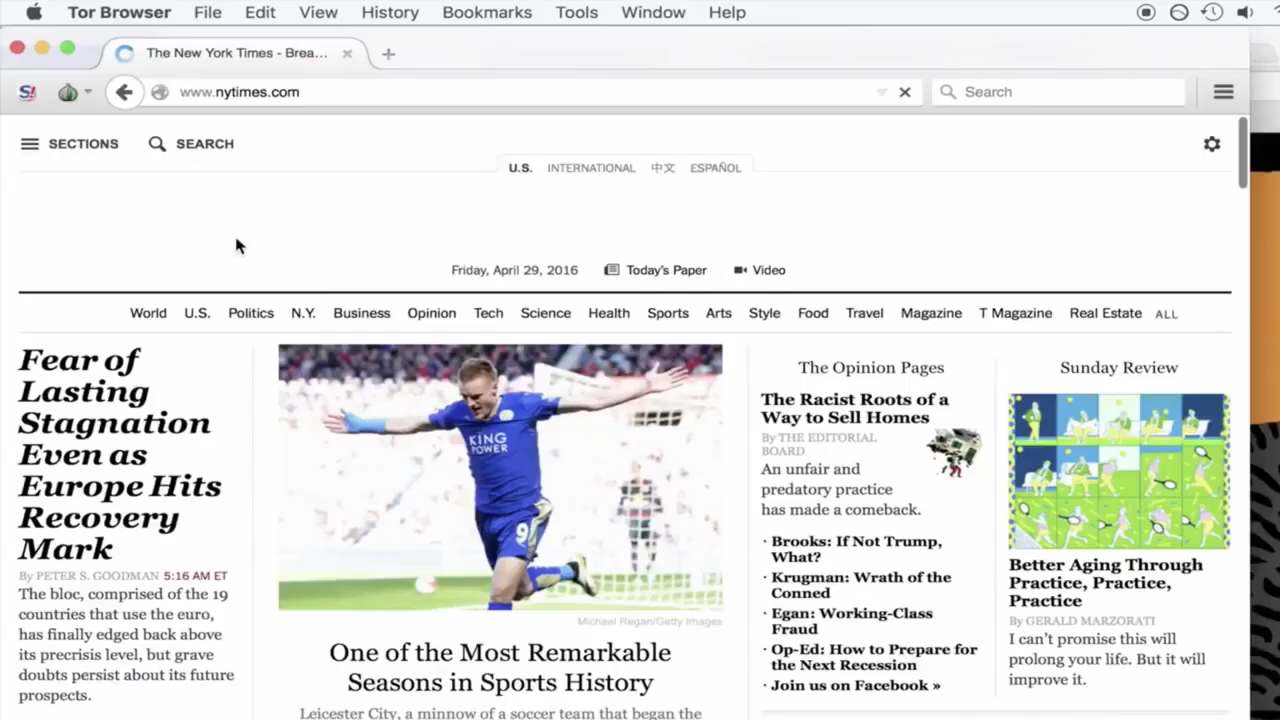 Tor Browser File Edit View History Bookmarks Tools Window Help
The New York Times - Brea...
S!
www.nytimes.com
Search
SECTIONS
SEARCH
U.S. INTERNATIONAL 中文 ESPAÑOL
Friday, April 29, 2016
Today's Paper
Video
World U.S. Politics N.Y. Business Opinion Tech Science Health Sports Arts Style Food Travel Magazine T Magazine Real Estate ALL
Fear of
Lasting
Stagnation
Even as
Europe Hits
Recovery
Mark
By PETER S. GOODMAN 5:16 AM ET
The bloc, comprised of the 19
countries that use the euro,
has finally edged back above
its precrisis level, but grave
doubts persist about its future
prospects.
KING
POWER
9
Michael Regan/Getty Images
One of the Most Remarkable
Seasons in Sports History
Leicester City, a minnow of a soccer team that began the
The Opinion Pages
The Racist Roots of a
Way to Sell Homes
By THE EDITORIAL
BOARD
An unfair and
predatory practice
has made a comeback.
· Brooks: If Not Trump,
What?
· Krugman: Wrath of the
Conned
· Egan: Working-Class
Fraud
· Op-Ed: How to Prepare for
the Next Recession
· Join us on Facebook »
Sunday Review
Better Aging Through
Practice, Practice,
Practice
By GERALD MARZORATI
I can't promise this will
prolong your life. But it will
improve it.